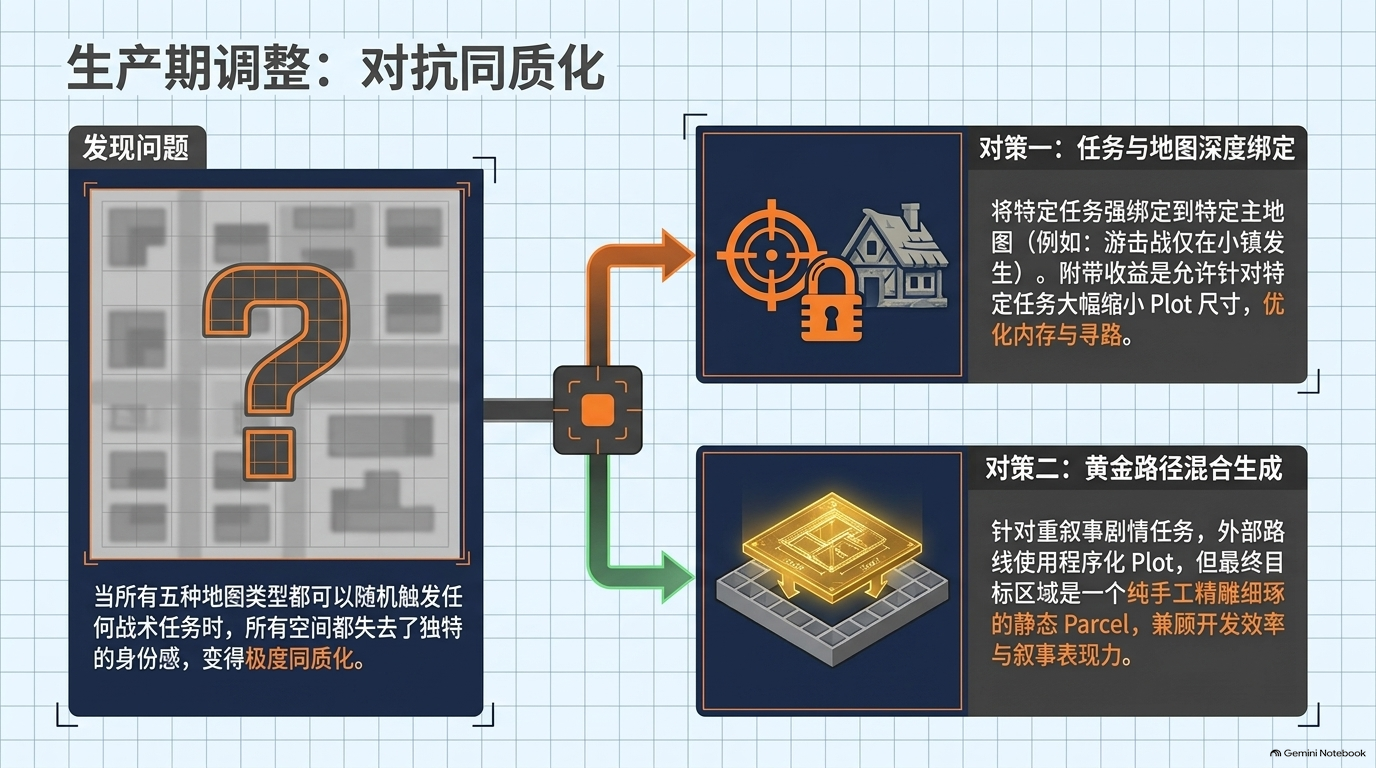 生产期调整：对抗同质化
发现问题
当所有五种地图类型都可以随机触发任
何战术任务时，所有空间都失去了独特
的身份感，变得极度同质化。
对策一：任务与地图深度绑定
将特定任务强绑定到特定主地
图（例如：游击战仅在小镇发
生）。附带收益是允许针对特
定任务大幅缩小 Plot 尺寸，优
化内存与寻路。
对策二：黄金路径混合生成
针对重叙事剧情任务，外部路
线使用程序化 Plot，但最终目
标区域是一个纯手工精雕细琢
的静态 Parcel，兼顾开发效率
与叙事表现力。
Gemini Notebook